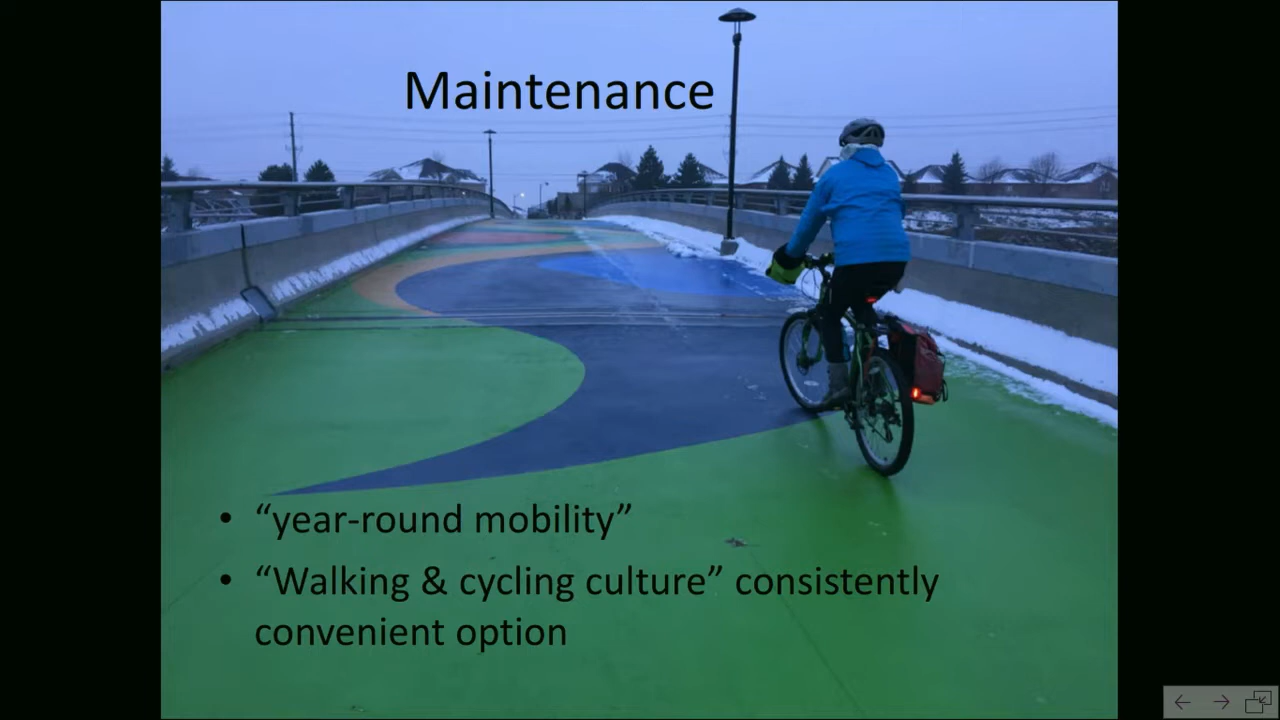 Maintenance
• “year-round mobility”
• “Walking & cycling culture” consistently
convenient option